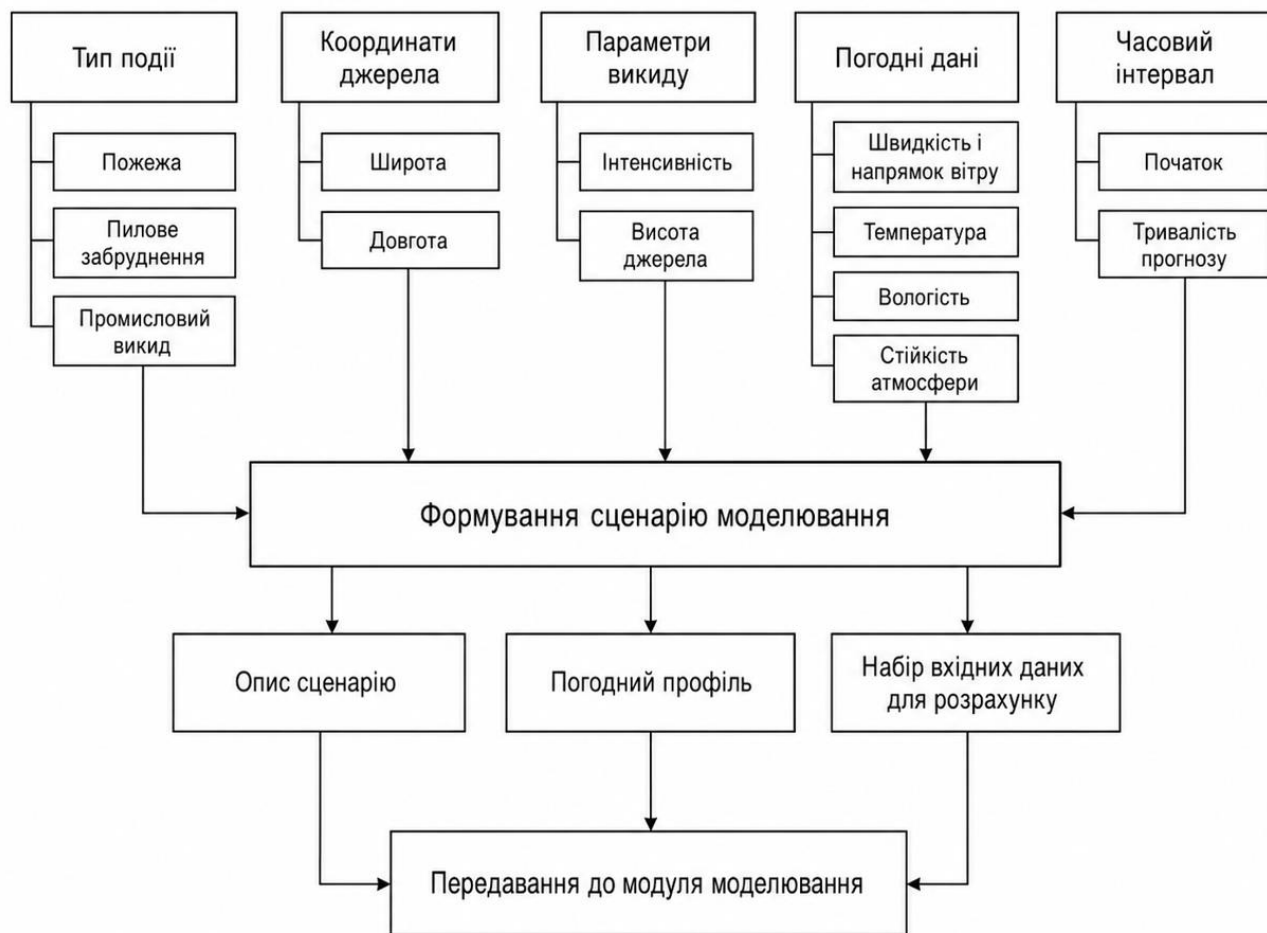 Тип події
Координати
джерела
Параметри
викиду
Погодні дані
Часовий
інтервал
Пожежа
Пилове
забруднення
Промисловий
викид
Широта
Довгота
Інтенсивність
Висота
джерела
Швидкість і
напрямок вітру
Температура
Вологість
Стійкість
атмосфери
Початок
Тривалість
прогнозу
Формування сценарію моделювання
Опис сценарію
Погодний профіль
Набір вхідних даних
для розрахунку
Передавання до модуля моделювання